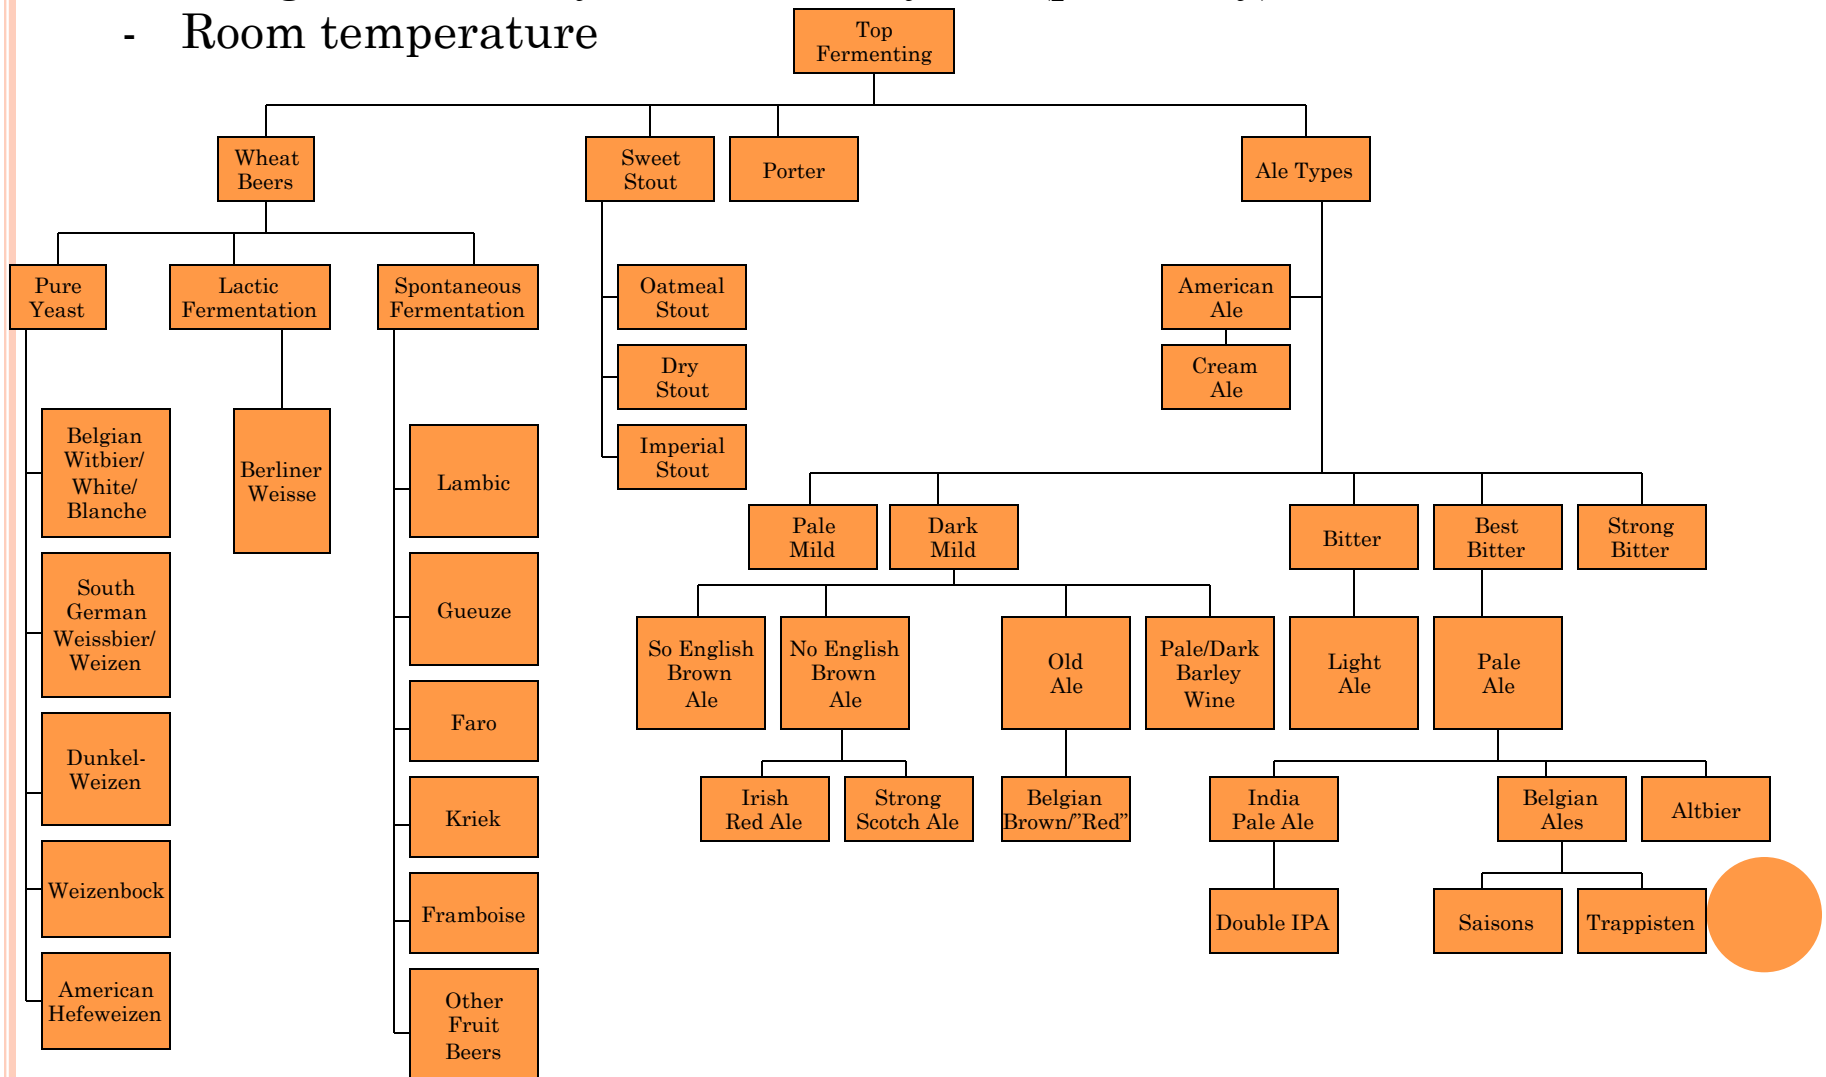 - Room temperature
Top
Fermenting
Wheat
Beers
Sweet
Stout
Porter
Ale Types
Pure
Yeast
Lactic
Fermentation
Spontaneous
Fermentation
Oatmeal
Stout
American
Ale
Dry
Stout
Cream
Ale
Imperial
Stout
Belgian
Witbier/
White/
Blanche
Berliner
Weisse
Lambic
Pale
Mild
Dark
Mild
Bitter
Best
Bitter
Strong
Bitter
South
German
Weissbier/
Weizen
Gueuze
So English
Brown
Ale
No English
Brown
Ale
Old
Ale
Pale/Dark
Barley
Wine
Light
Ale
Pale
Ale
Dunkel-
Weizen
Faro
Kriek
Irish
Red Ale
Strong
Scotch Ale
Belgian
Brown/”Red”
India
Pale Ale
Belgian
Ales
Altbier
Weizenbock
Framboise
Double IPA
Saisons
Trappisten
American
Hefeweizen
Other
Fruit
Beers